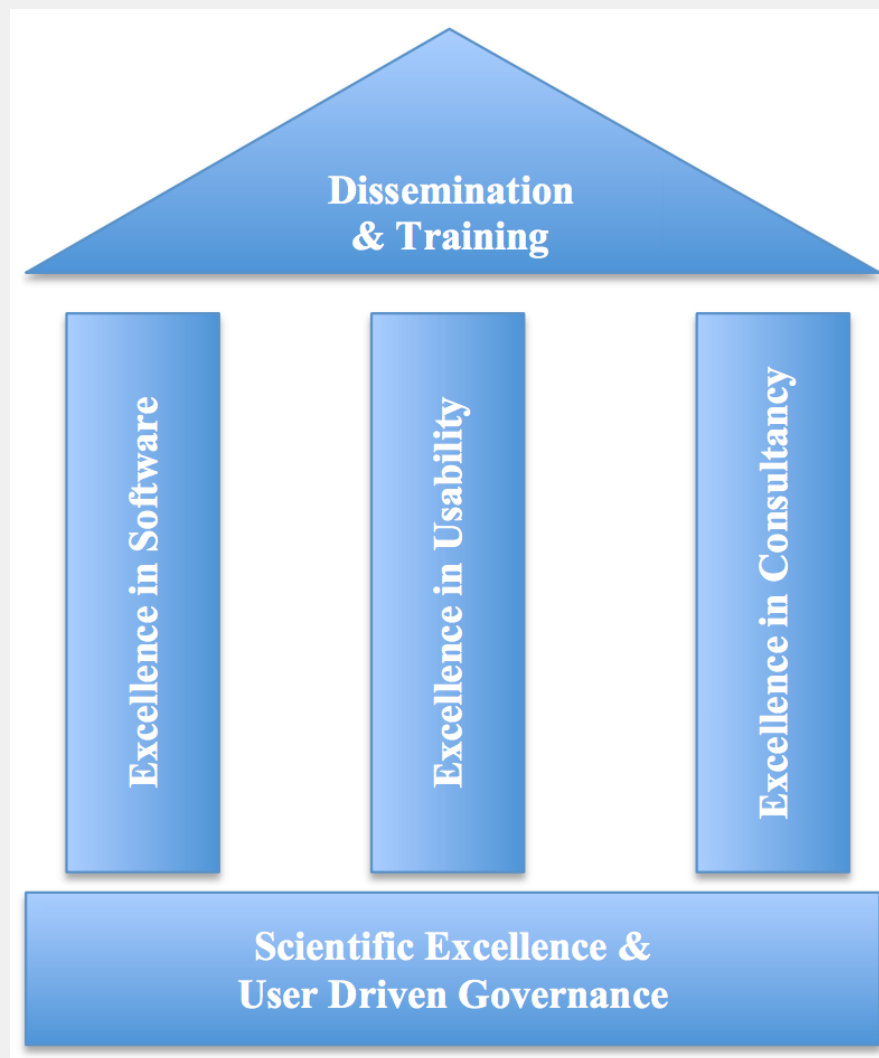 Dissemination
& Training
Excellence in Software
Excellence in Usability
Excellence in Consultancy
Scientific Excellence &
User Driven Governance